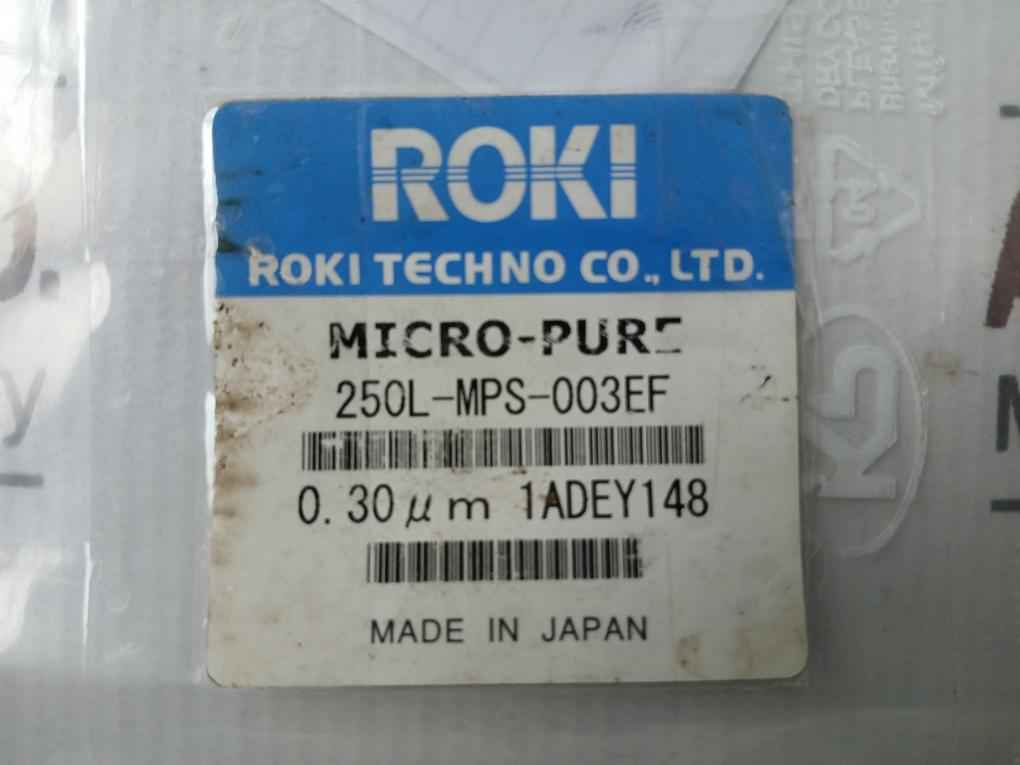 ROKI
ROKI TECHNO CO., LTD.
MICRO-PURE
250L-MPS-003EF
0.30μm 1ADEY148
MADE IN JAPAN